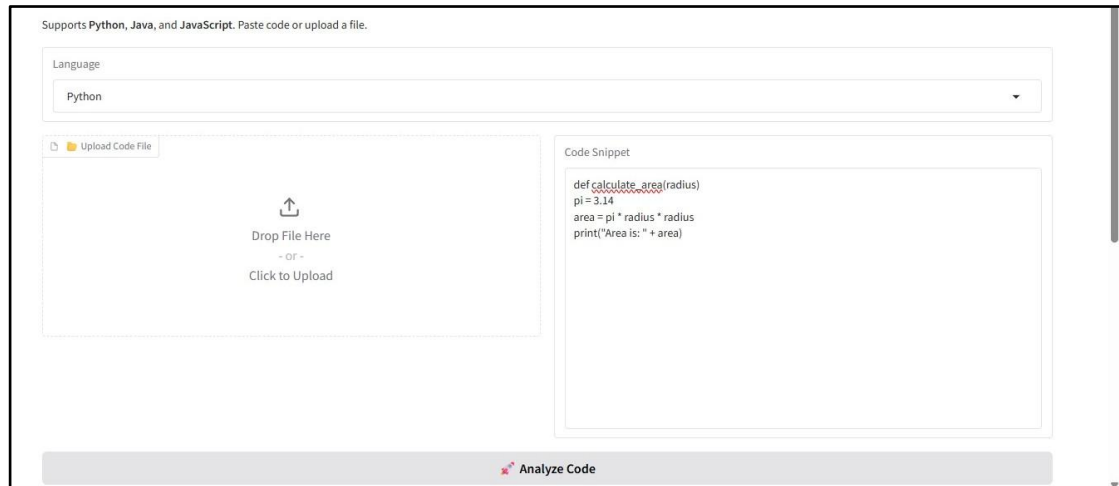 Supports Python, Java, and JavaScript. Paste code or upload a file.
Language
Python
Upload Code File
Drop File Here
- or -
Click to Upload
Code Snippet
def calculate_area(radius)
pi = 3.14
area = pi * radius * radius
print("Area is: " + area)
Analyze Code